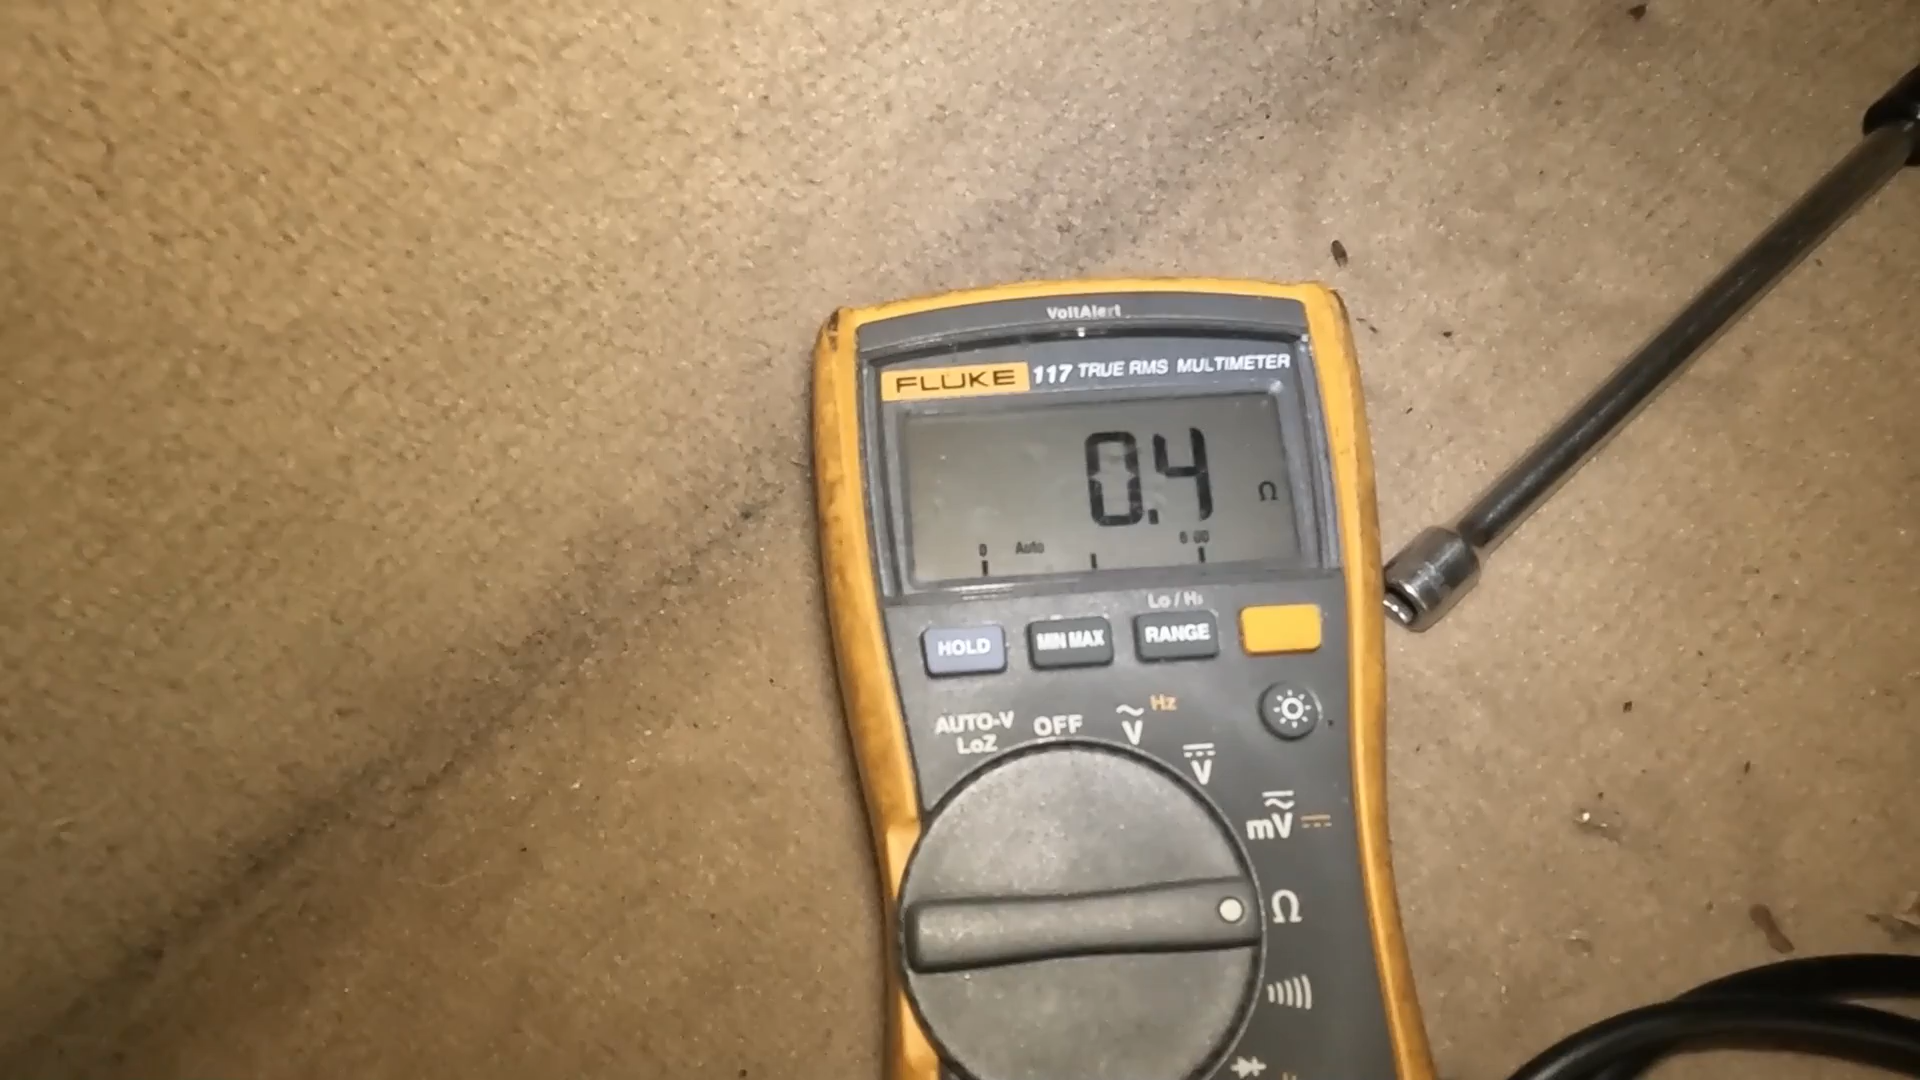 VoltAlert
FLUKE 117 TRUE RMS MULTIMETER
0.4 Ω
0 Auto 600
Lo / Hi
HOLD MIN MAX RANGE
AUTO-V LoZ
OFF
V Hz
V
mV
Ω